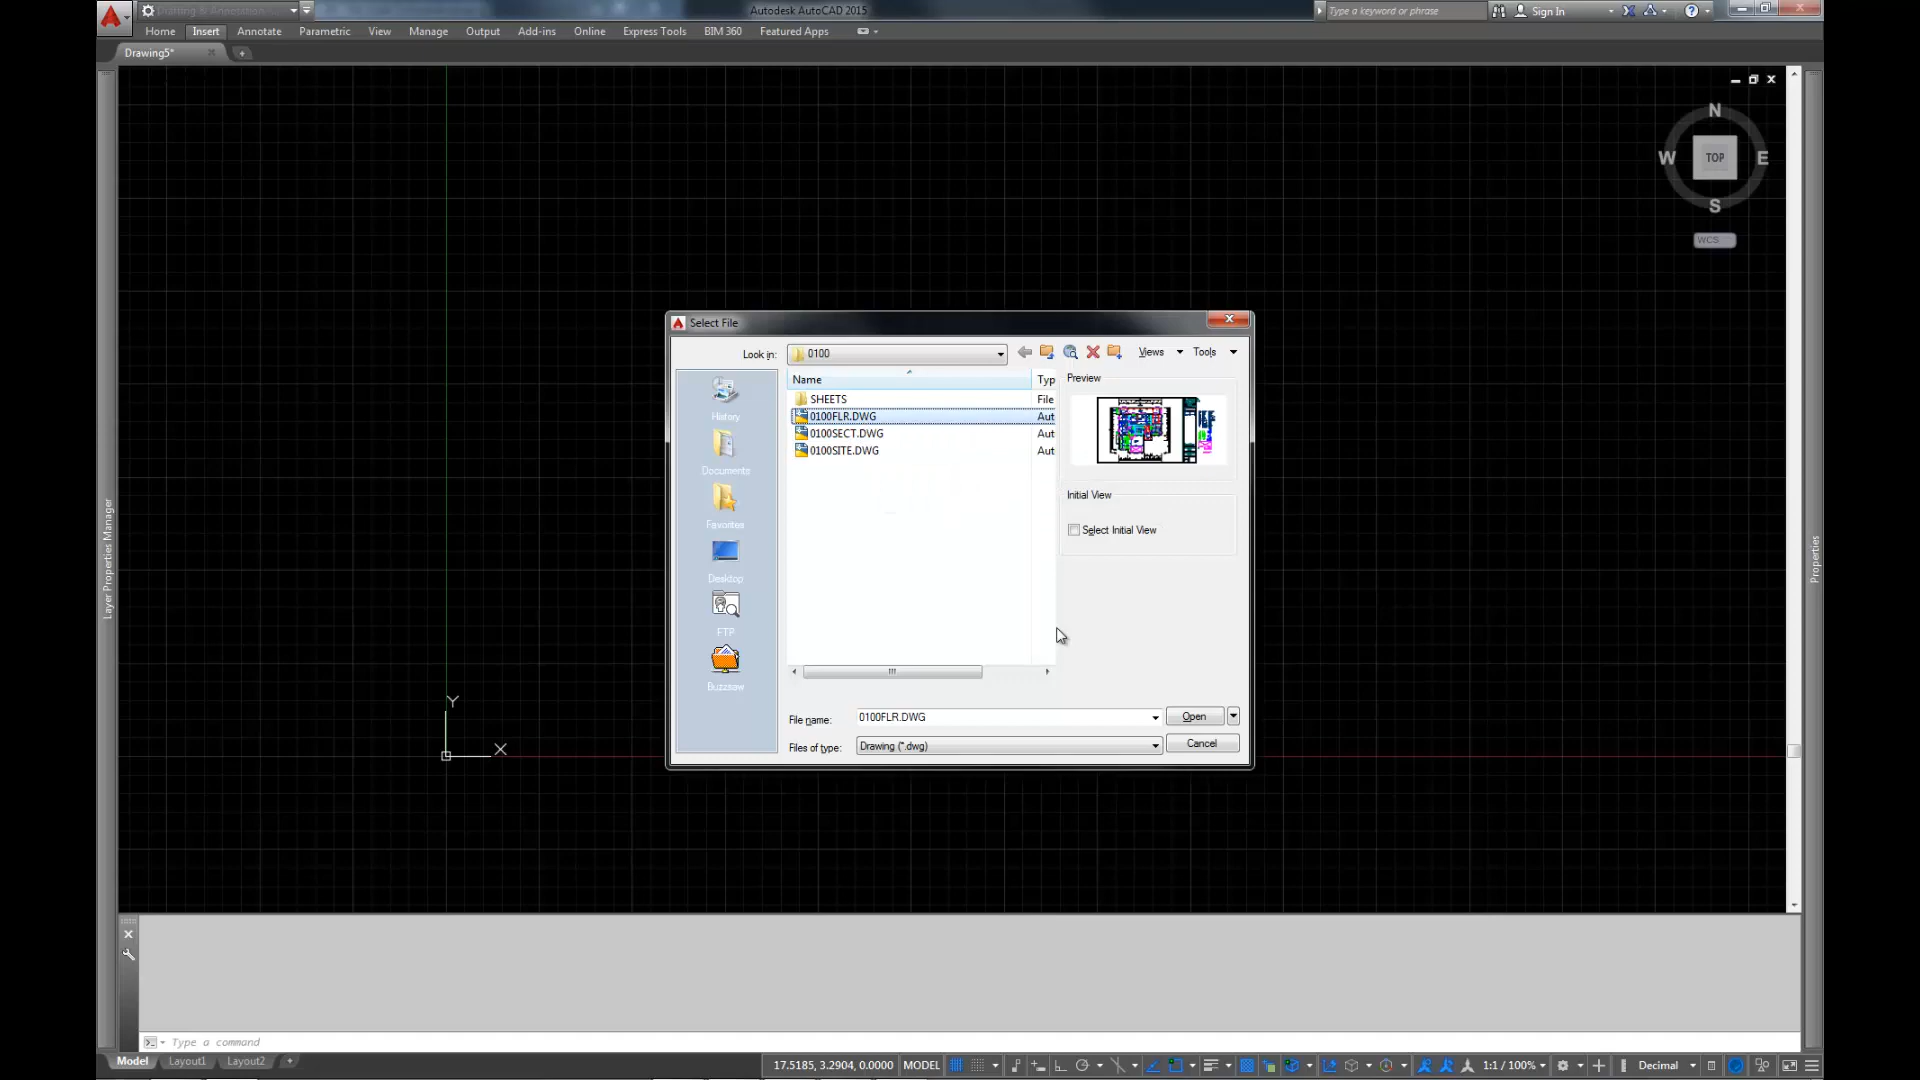 Drafting & Annotation
Autodesk AutoCAD 2015
Type a keyword or phrase
Sign In
Home Insert Annotate Parametric View Manage Output Add-ins Online Express Tools BIM 360 Featured Apps
Drawing5*
N
W TOP E
S
WCS
Select File
Look in: 0100 Views Tools
Name Typ Preview
SHEETS File
0100FLR.DWG Aut
0100SECT.DWG Aut
0100SITE.DWG Aut
History
Documents
Favorites
Desktop
FTP
Buzzsaw
Initial View
Select Initial View
File name: 0100FLR.DWG Open
Files of type: Drawing (*.dwg) Cancel
Layer Properties Manager
Properties
Y
X
Type a command
Model Layout1 Layout2 +
17.5185, 3.2904, 0.0000 MODEL 1:1 / 100% Decimal